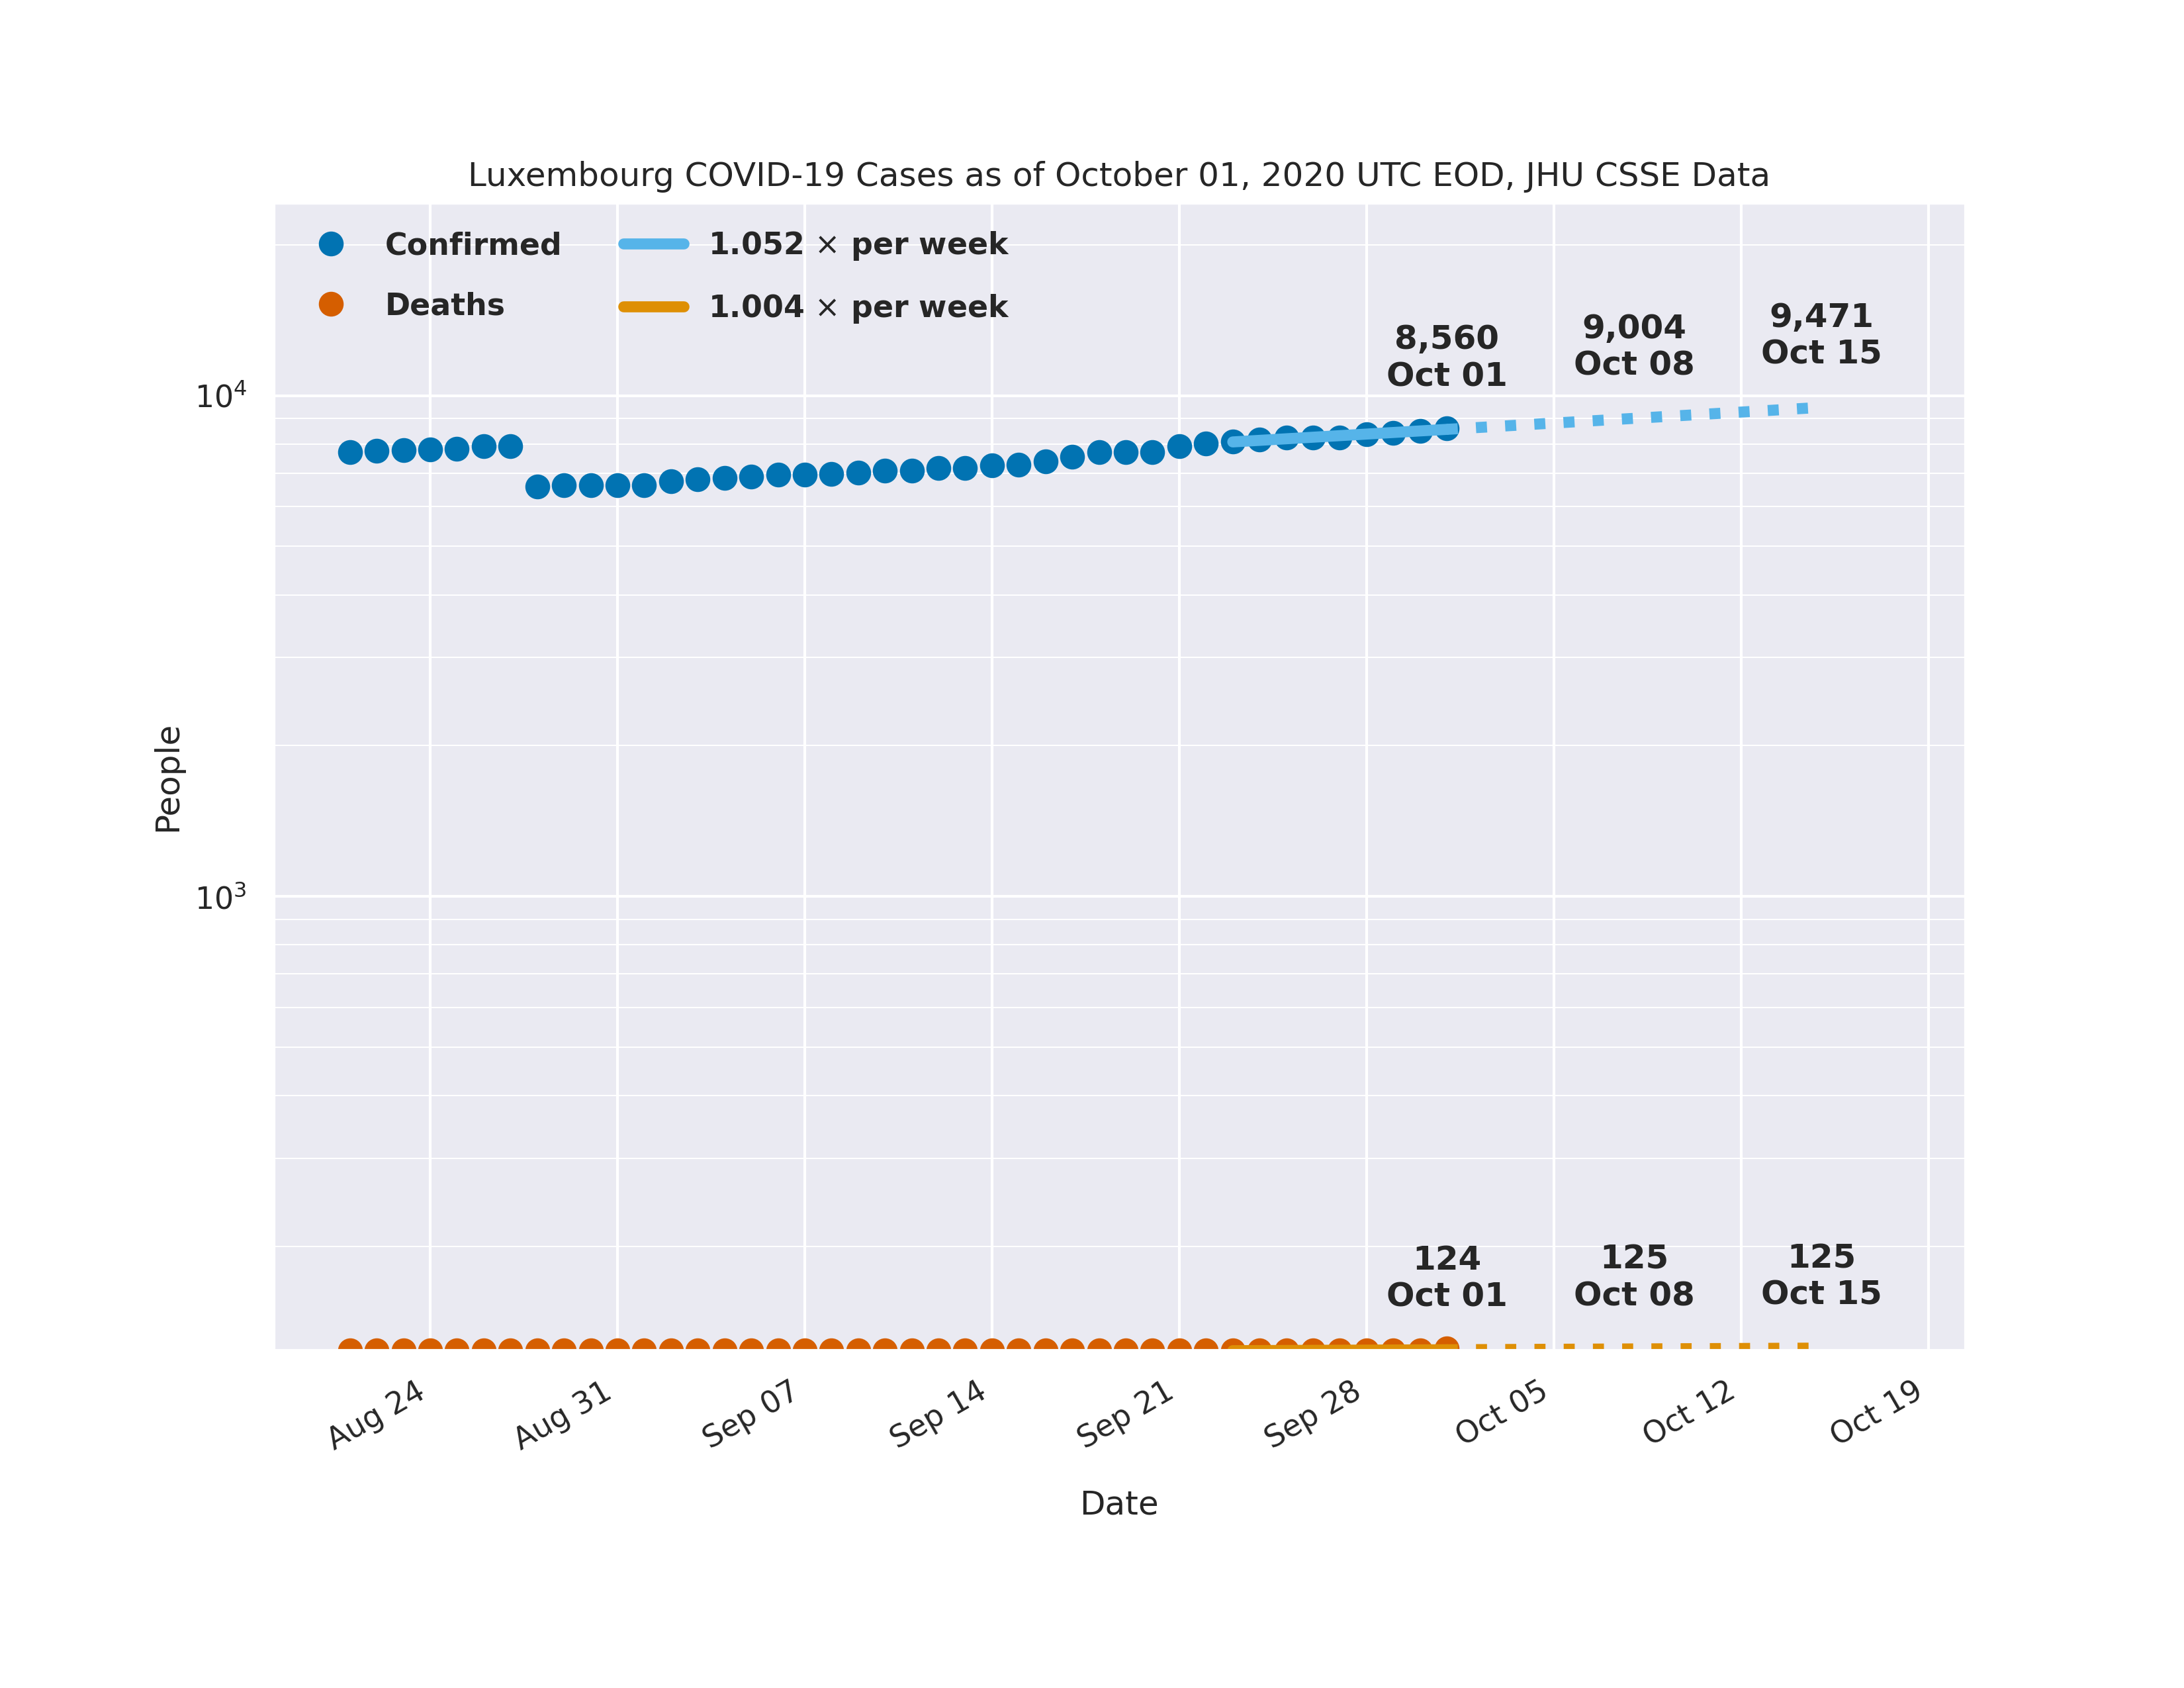 Luxembourg COVID-19 Cases as of October 01, 2020 UTC EOD, JHU CSSE Data
Confirmed
Deaths
1.052 × per week
1.004 × per week
8,560
Oct 01
9,004
Oct 08
9,471
Oct 15
10⁴
10³
People
124
Oct 01
125
Oct 08
125
Oct 15
Aug 24
Aug 31
Sep 07
Sep 14
Sep 21
Sep 28
Oct 05
Oct 12
Oct 19
Date